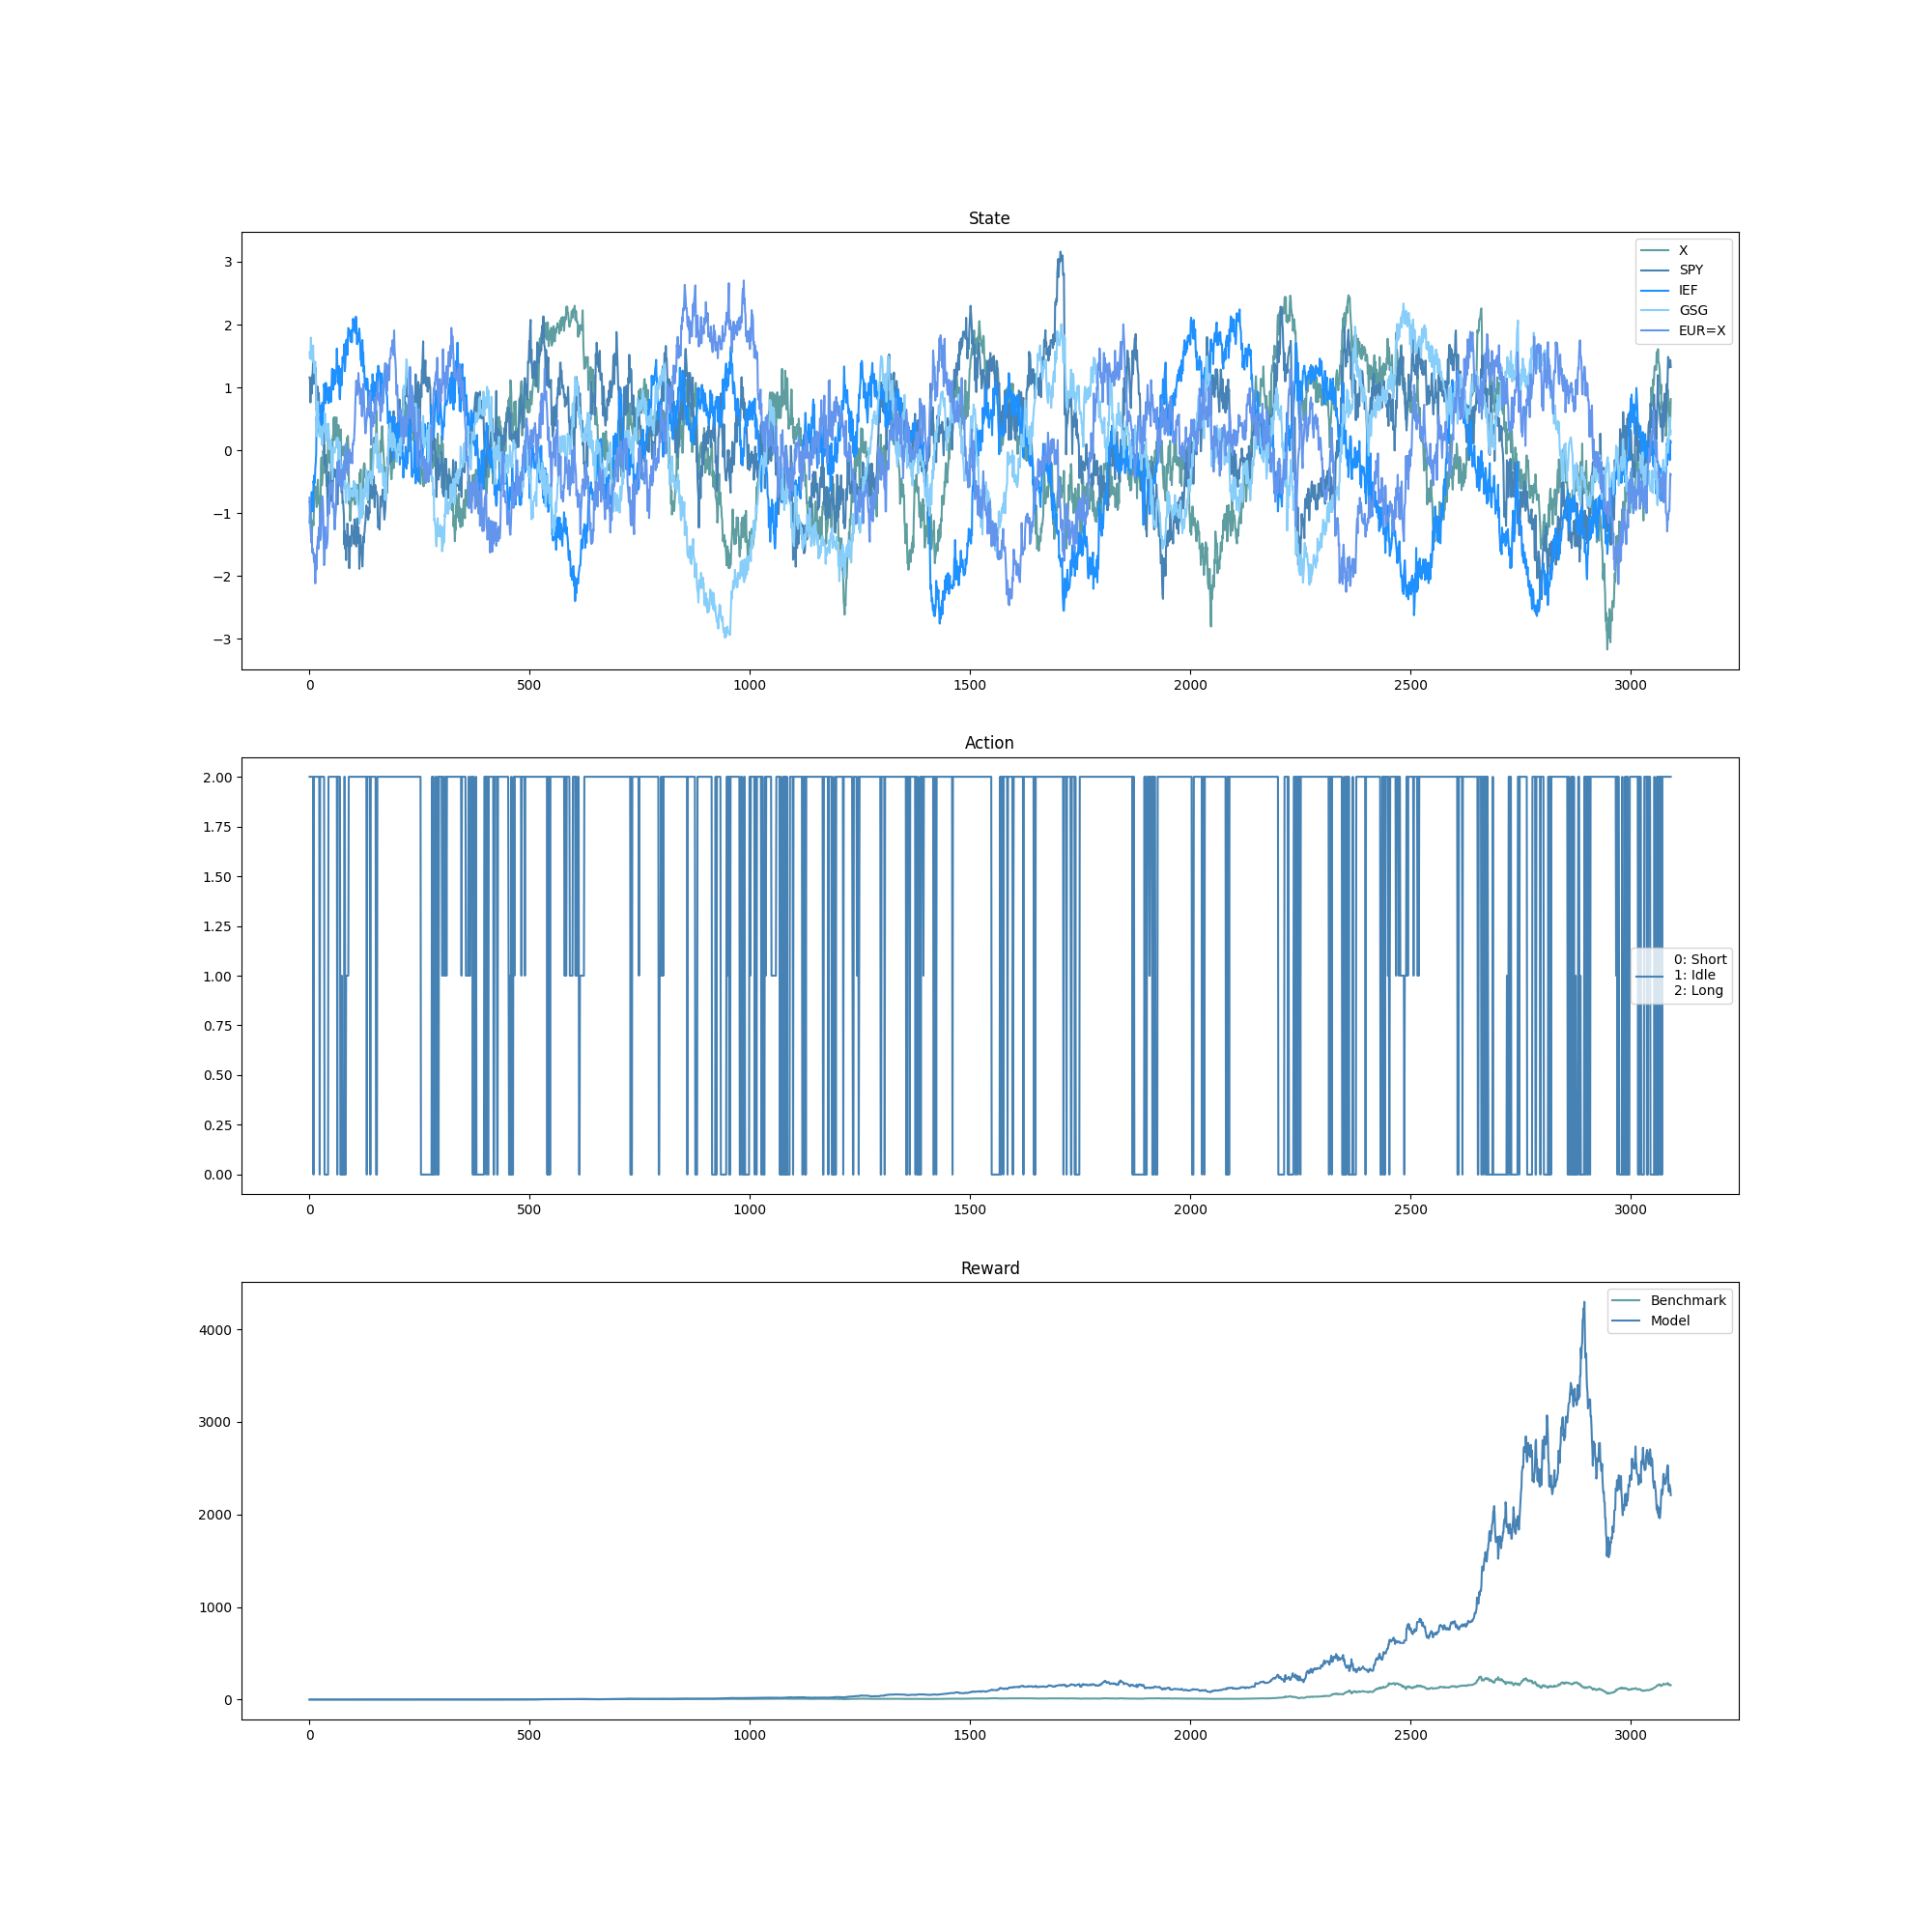 State
3
2
1
0
−1
−2
−3
X
SPY
IEF
GSG
EUR=X
0 500 1000 1500 2000 2500 3000
Action
2.00
1.75
1.50
1.25
1.00
0.75
0.50
0.25
0.00
0: Short
1: Idle
2: Long
0 500 1000 1500 2000 2500 3000
Reward
4000
3000
2000
1000
0
Benchmark
Model
0 500 1000 1500 2000 2500 3000